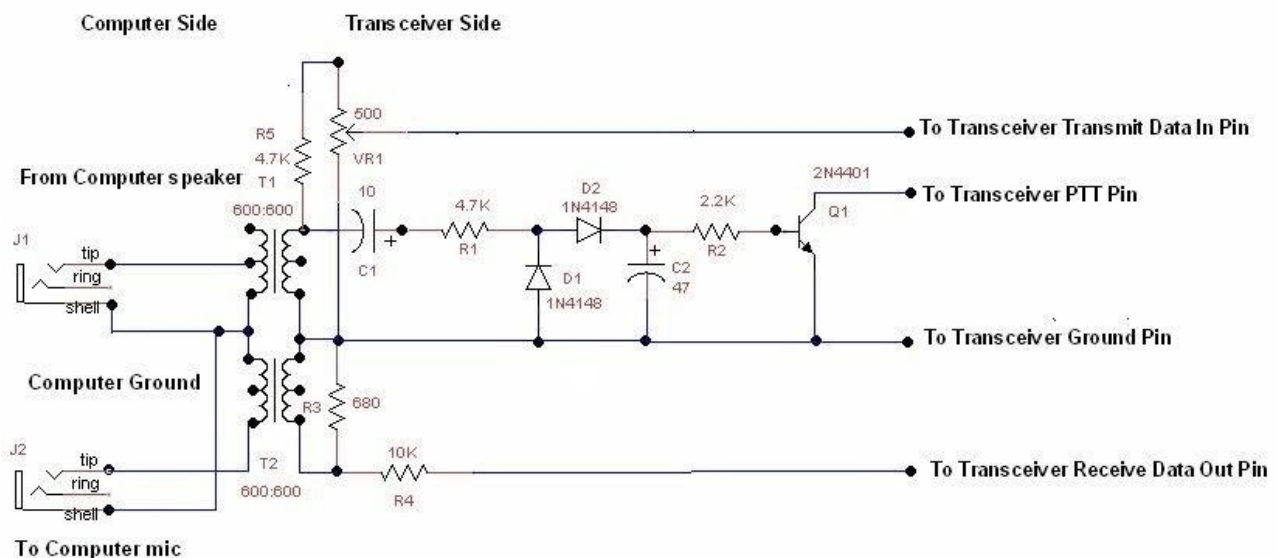 Computer Side
Transceiver Side
500
VR1
R5
4.7K
T1
600:600
From Computer speaker
To Transceiver Transmit Data In Pin
2N4401
Q1
To Transceiver PTT Pin
10
+
C1
4.7K
R1
D2
1N4148
2.2K
R2
D1
1N4148
+
C2
47
J1
tip
ring
shell
To Transceiver Ground Pin
Computer Ground
R3
680
T2
600:600
10K
R4
To Transceiver Receive Data Out Pin
J2
tip
ring
shell
To Computer mic